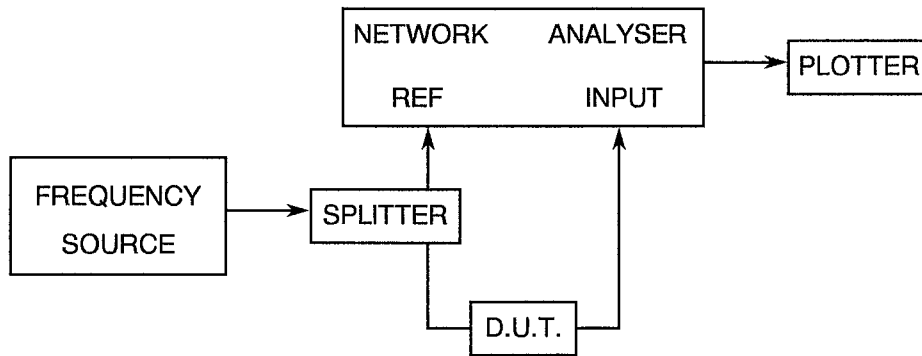 NETWORK ANALYSER
REF INPUT
PLOTTER
FREQUENCY
SOURCE
SPLITTER
D.U.T.